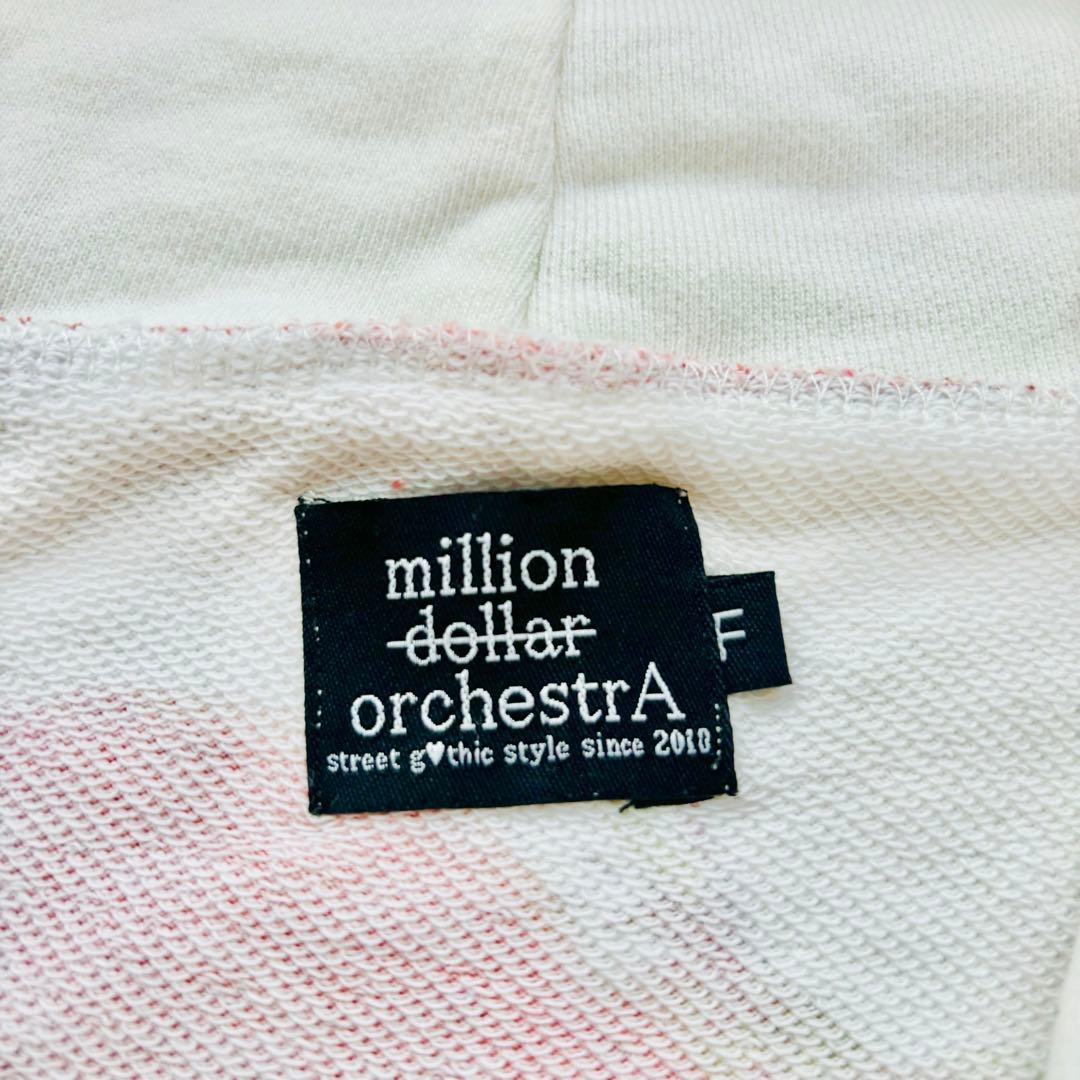 million
dollar
orchestrA
street g♥thic style since 2010
F